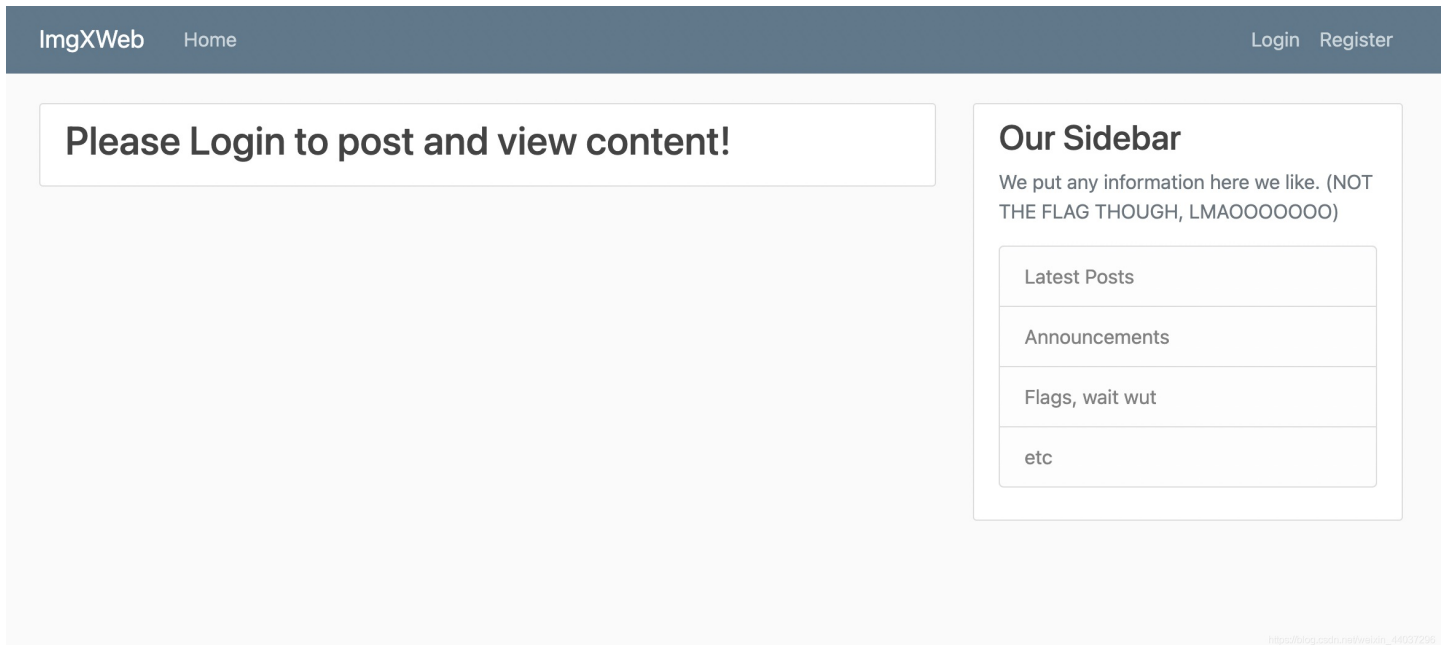 ImgXWeb Home Login Register
Please Login to post and view content!
Our Sidebar
We put any information here we like. (NOT
THE FLAG THOUGH, LMAOOOOOOO)
Latest Posts
Announcements
Flags, wait wut
etc